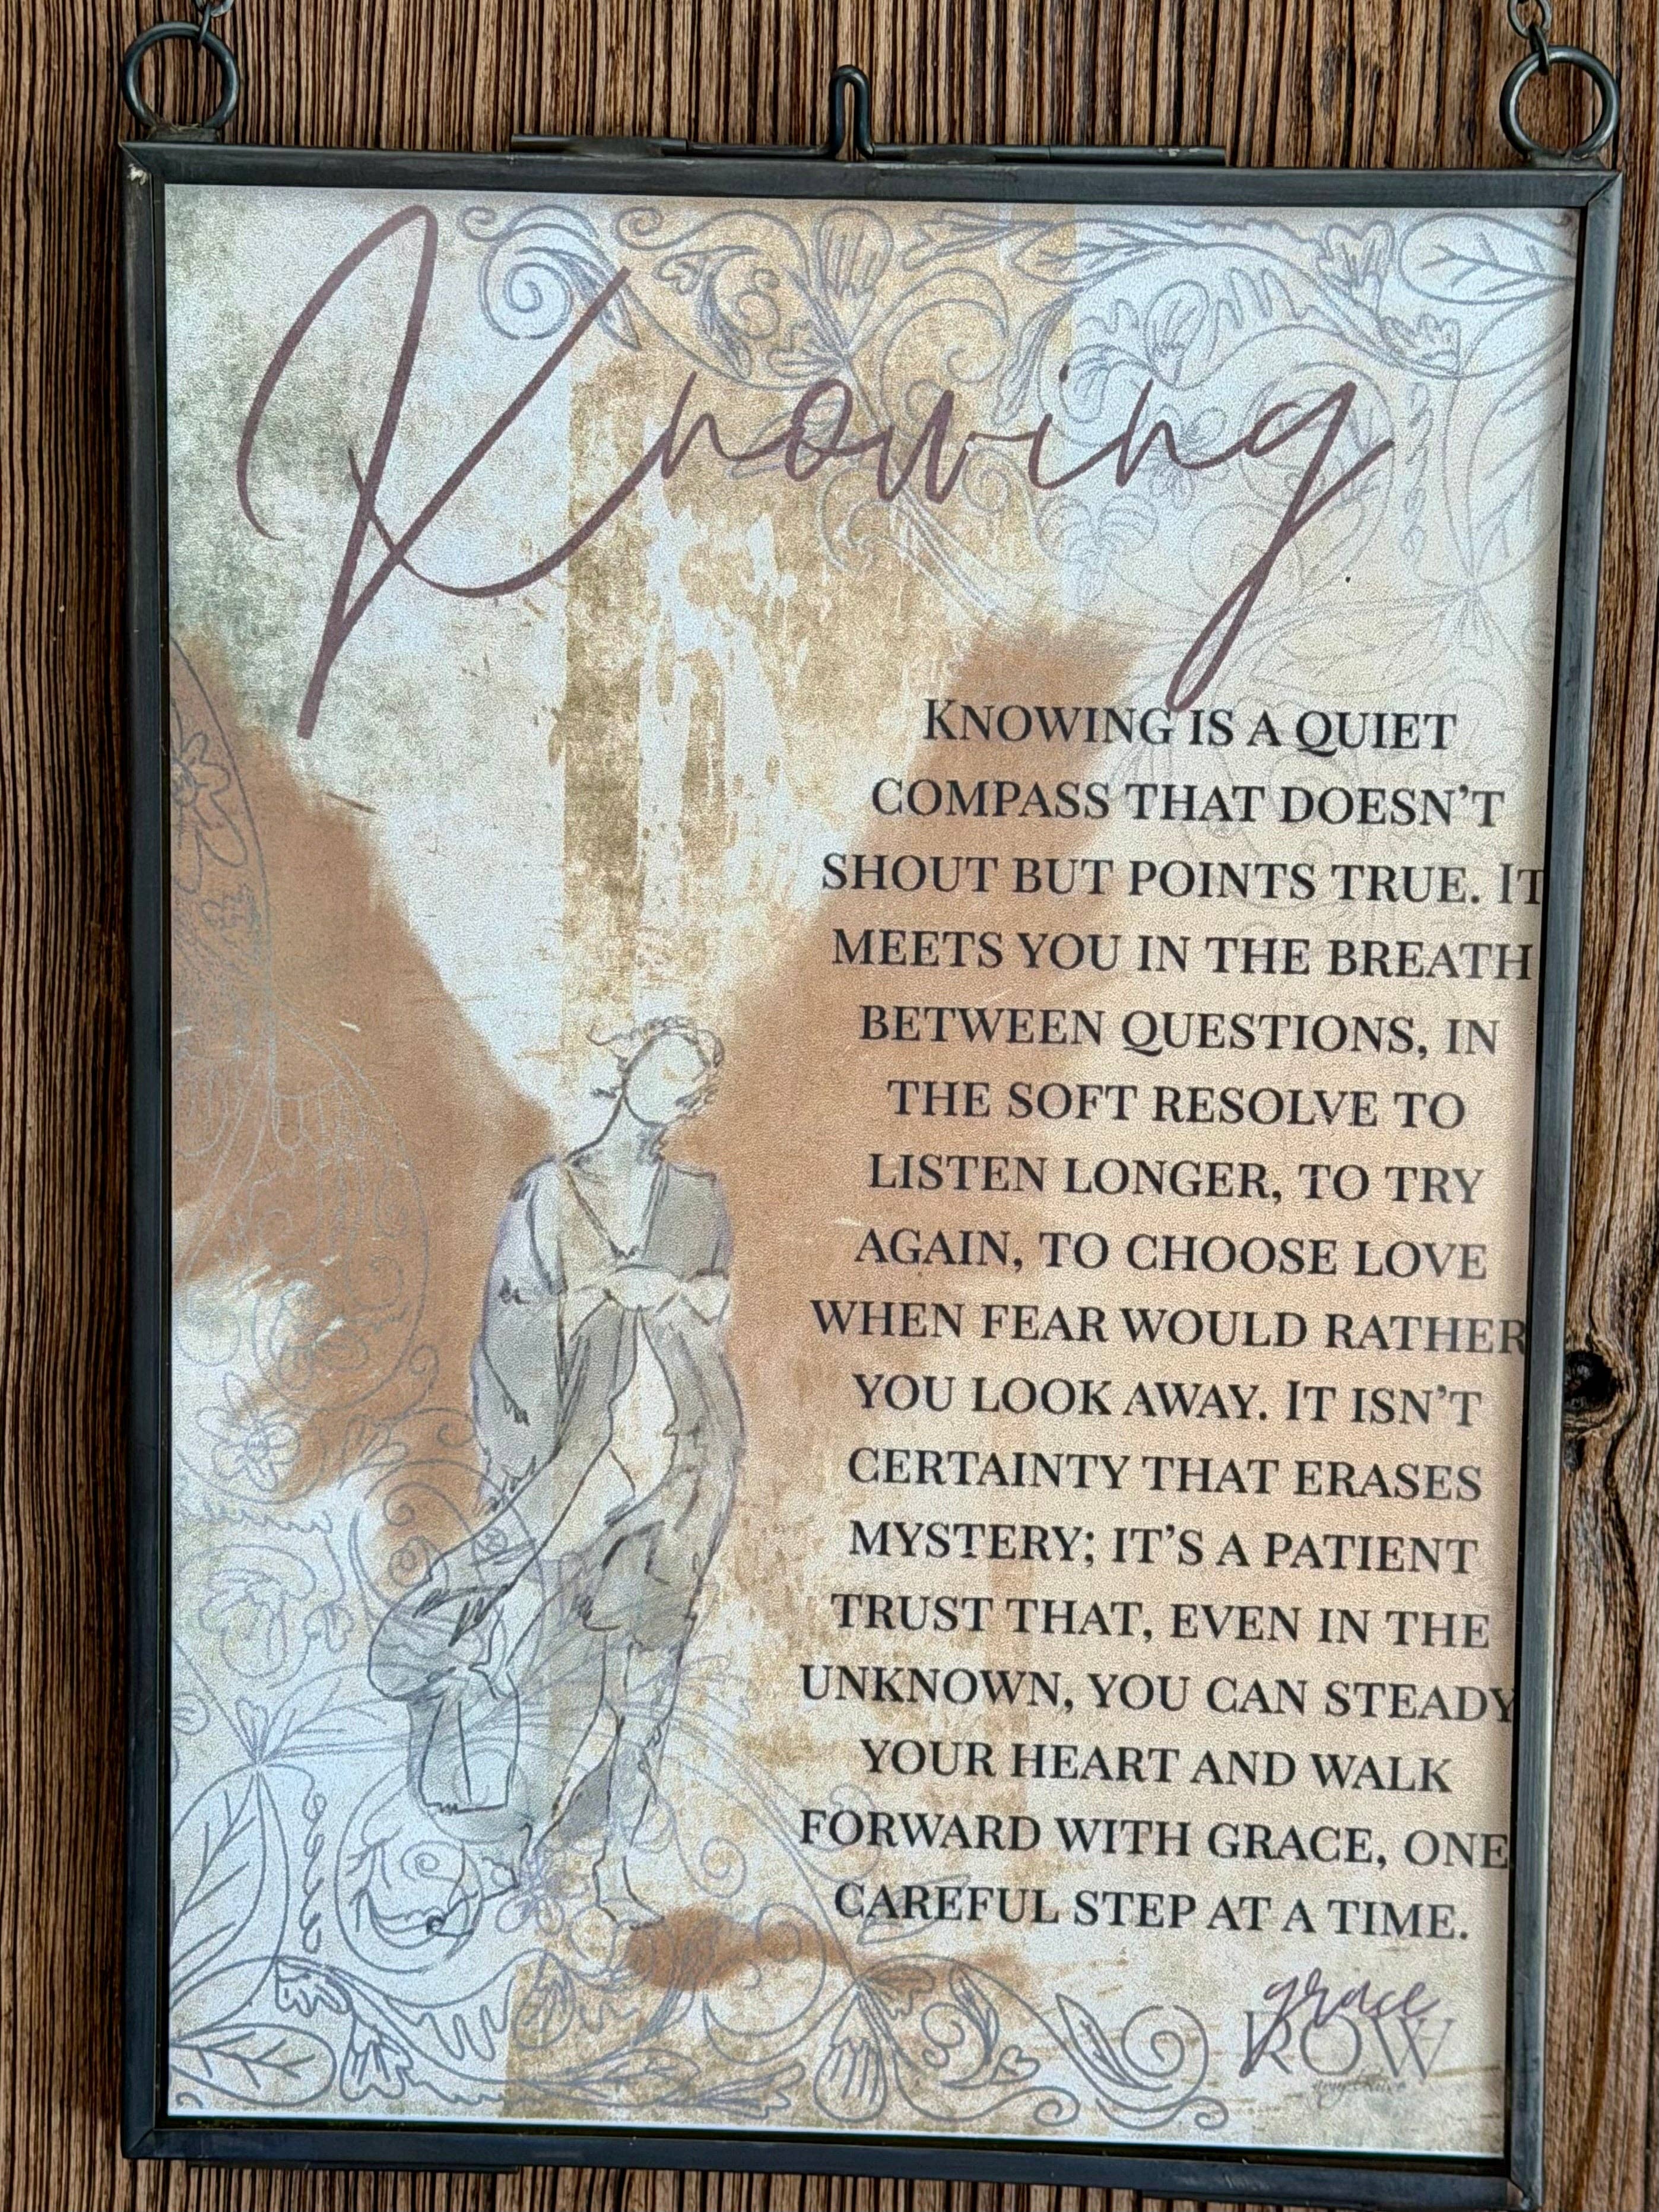 Knowing
Knowing is a quiet
compass that doesn't
shout but points true. It
meets you in the breath
between questions, in
the soft resolve to
listen longer, to try
again, to choose love
when fear would rather
you look away. It isn't
certainty that erases
mystery; it's a patient
trust that, even in the
unknown, you can steady
your heart and walk
forward with grace, one
careful step at a time.
grace
ROW